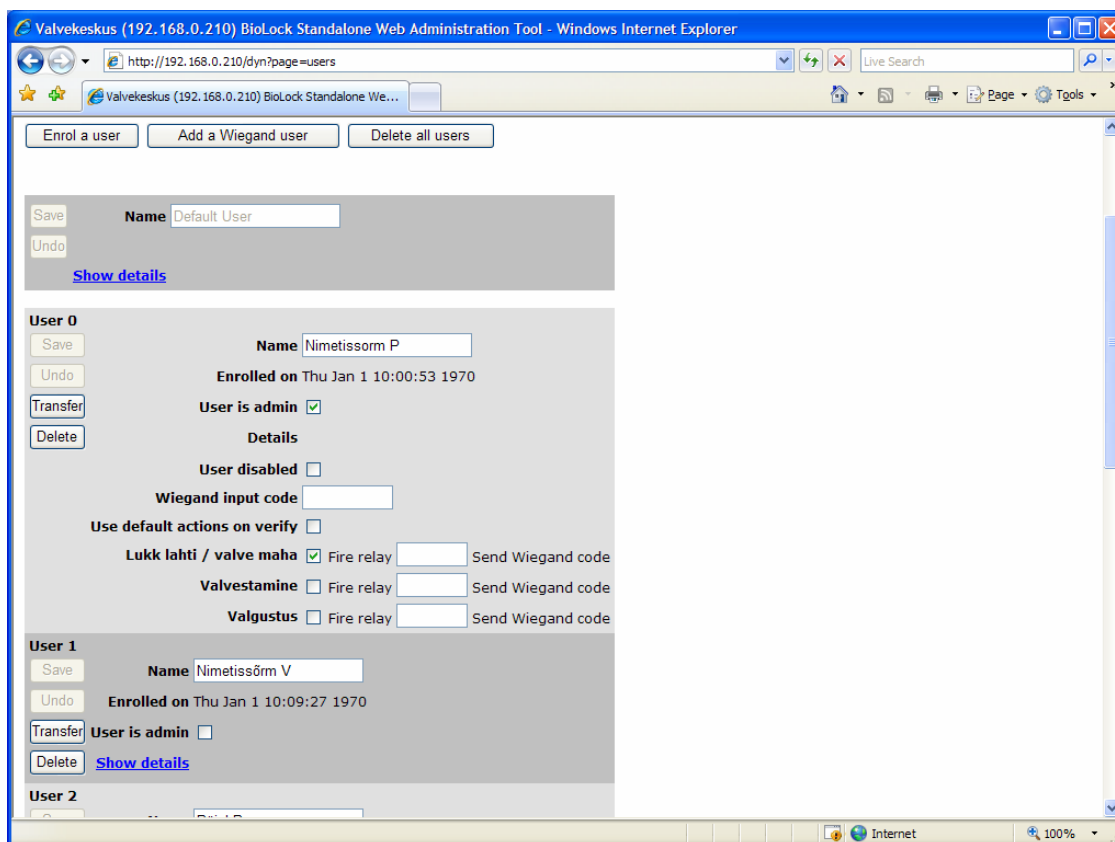 Valvekeskus (192.168.0.210) BioLock Standalone Web Administration Tool - Windows Internet Explorer
http://192.168.0.210/dyn?page=users
Live Search
Valvekeskus (192.168.0.210) BioLock Standalone We...
Page
Tools
Enrol a user
Add a Wiegand user
Delete all users
Save
Name Default User
Undo
Show details
User 0
Save
Name Nimetissorm P
Undo
Enrolled on Thu Jan 1 10:00:53 1970
Transfer
User is admin
Delete
Details
User disabled
Wiegand input code
Use default actions on verify
Lukk lahti / valve maha Fire relay Send Wiegand code
Valvestamine Fire relay Send Wiegand code
Valgustus Fire relay Send Wiegand code
User 1
Save
Name Nimetissõrm V
Undo
Enrolled on Thu Jan 1 10:09:27 1970
Transfer User is admin
Delete Show details
User 2
Internet
100%